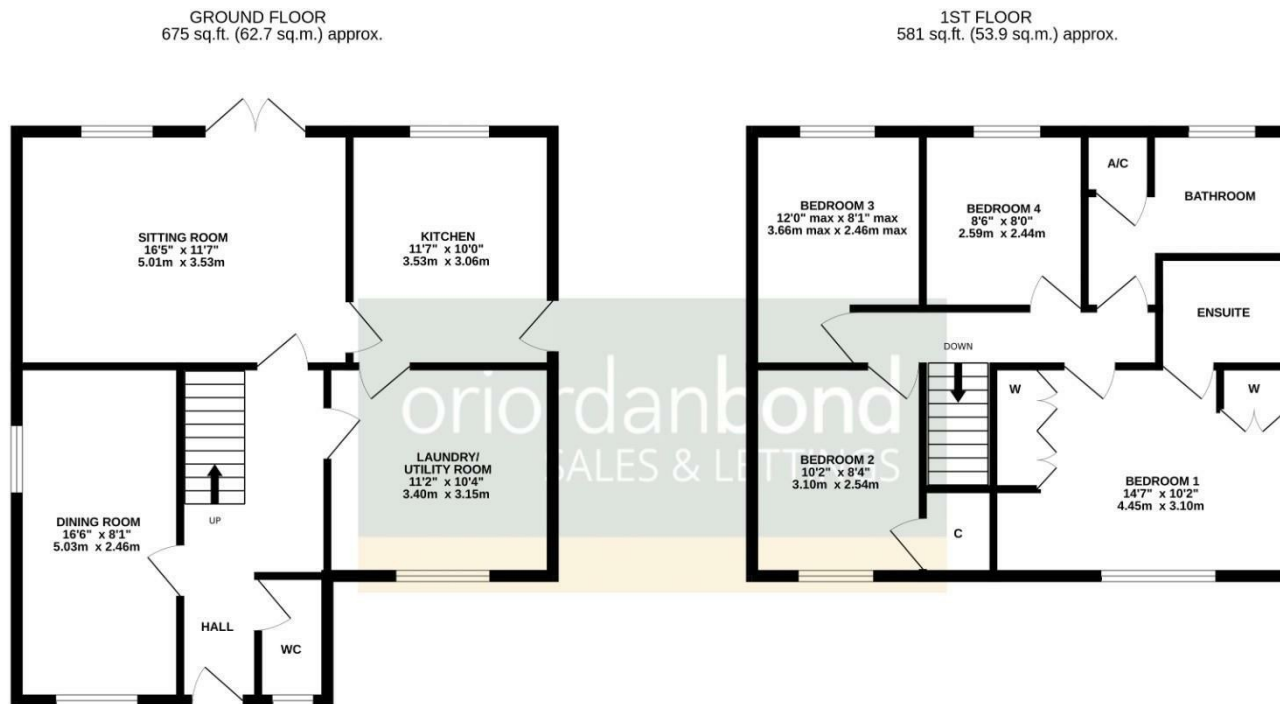 GROUND FLOOR
675 sq.ft. (62.7 sq.m.) approx.
SITTING ROOM
16'5" x 11'7"
5.01m x 3.53m
KITCHEN
11'7" x 10'0"
3.53m x 3.06m
LAUNDRY/
UTILITY ROOM
11'2" x 10'4"
3.40m x 3.15m
DINING ROOM
16'6" x 8'1"
5.03m x 2.46m
UP
HALL
WC
1ST FLOOR
581 sq.ft. (53.9 sq.m.) approx.
BEDROOM 3
12'0" max x 8'1" max
3.66m max x 2.46m max
BEDROOM 4
8'6" x 8'0"
2.59m x 2.44m
A/C
BATHROOM
ENSUITE
DOWN
W
W
BEDROOM 2
10'2" x 8'4"
3.10m x 2.54m
C
BEDROOM 1
14'7" x 10'2"
4.45m x 3.10m
oriordanbond
SALES & LETTINGS